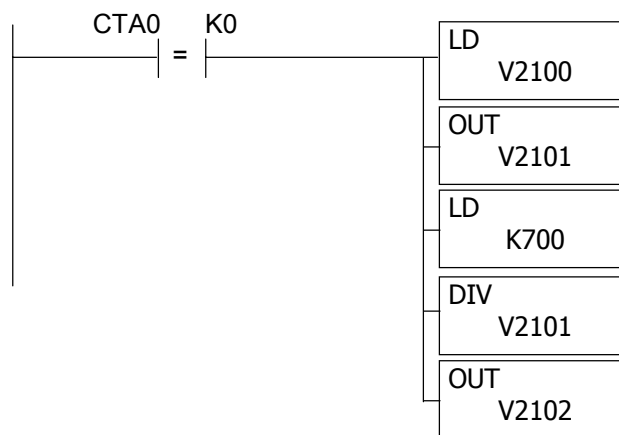 CTA0 K0
=
LD
V2100
OUT
V2101
LD
K700
DIV
V2101
OUT
V2102